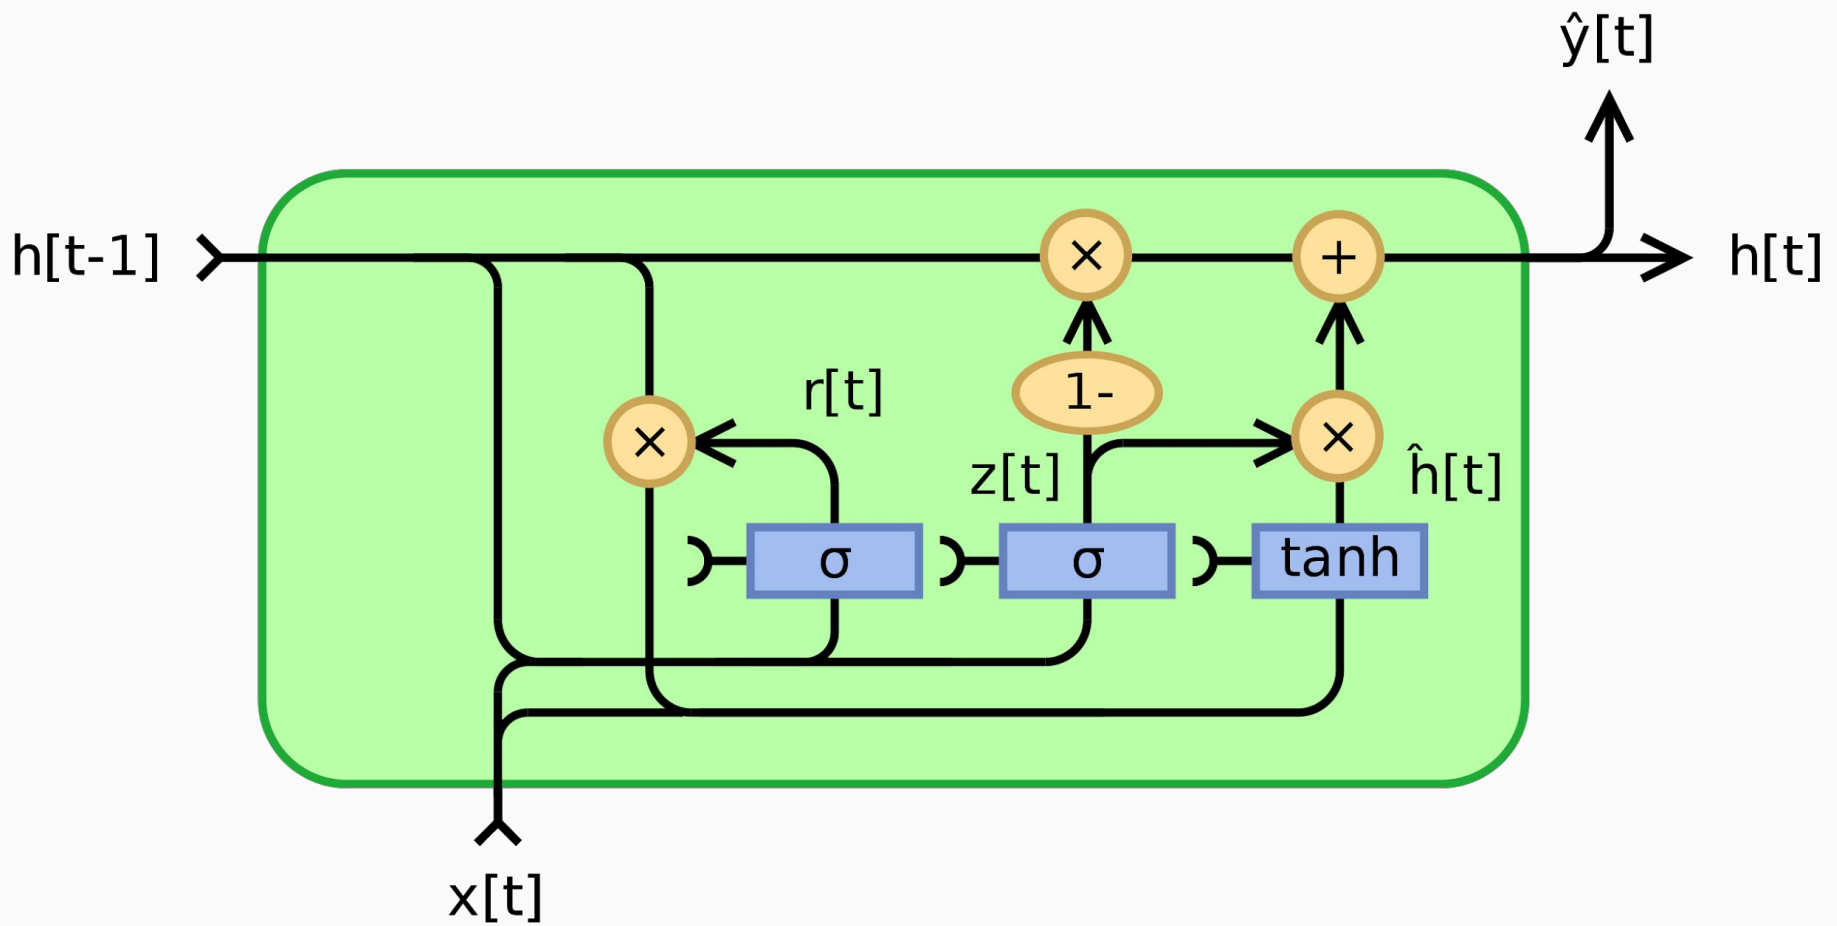 ŷ[t]
h[t-1]
×
+
h[t]
r[t]
1-
×
z[t]
×
ĥ[t]
σ
σ
tanh
x[t]